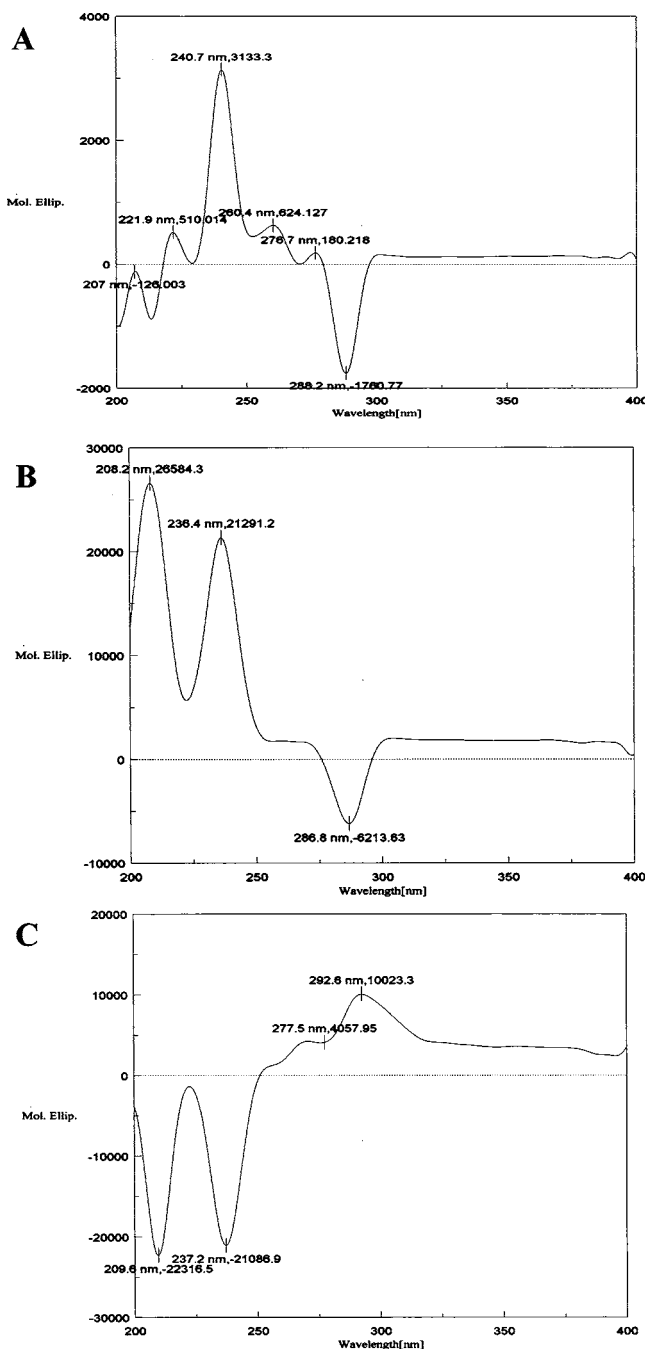 A
4000
240.7 nm,3133.3
2000
Mol. Ellip.
221.9 nm,510.014
260.4 nm,624.127
276.7 nm,180.218
0
207 nm,-126.003
-2000
288.2 nm,-1760.77
200
250
300
350
400
Wavelength[nm]
B
30000
208.2 nm,26584.3
236.4 nm,21291.2
20000
Mol. Ellip.
10000
0
286.8 nm,-6213.63
-10000
200
250
300
350
400
Wavelength[nm]
C
20000
292.6 nm,10023.3
10000
277.5 nm,4057.95
0
Mol. Ellip.
-10000
-20000
237.2 nm,-21086.9
209.6 nm,-22316.5
-30000
200
250
300
350
400
Wavelength[nm]